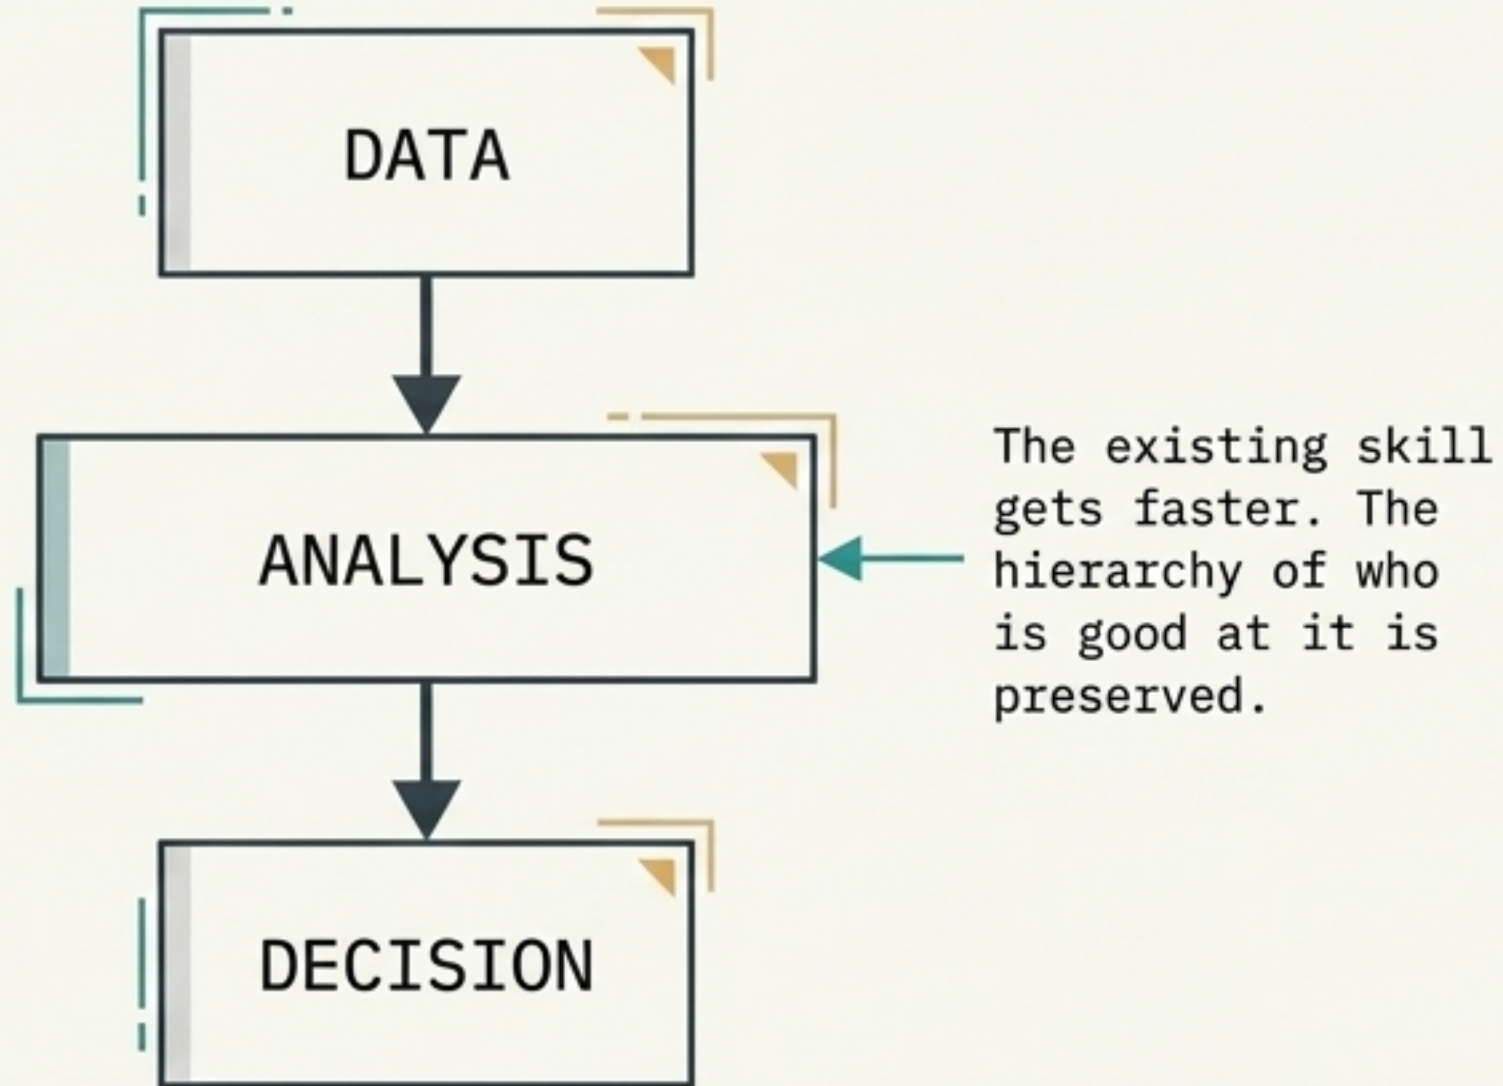 DATA
ANALYSIS
The existing skill
gets faster. The
hierarchy of who
is good at it is
preserved.
DECISION